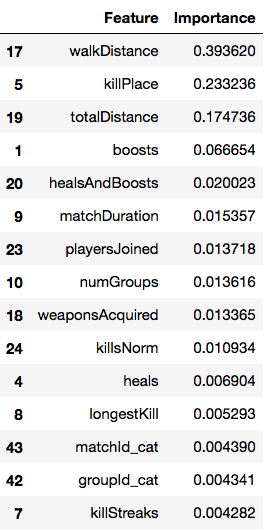 Feature Importance
17 walkDistance 0.393620
5 killPlace 0.233236
19 totalDistance 0.174736
1 boosts 0.066654
20 healsAndBoosts 0.020023
9 matchDuration 0.015357
23 playersJoined 0.013718
10 numGroups 0.013616
18 weaponsAcquired 0.013365
24 killsNorm 0.010934
4 heals 0.006904
8 longestKill 0.005293
43 matchId_cat 0.004390
42 groupId_cat 0.004341
7 killStreaks 0.004282